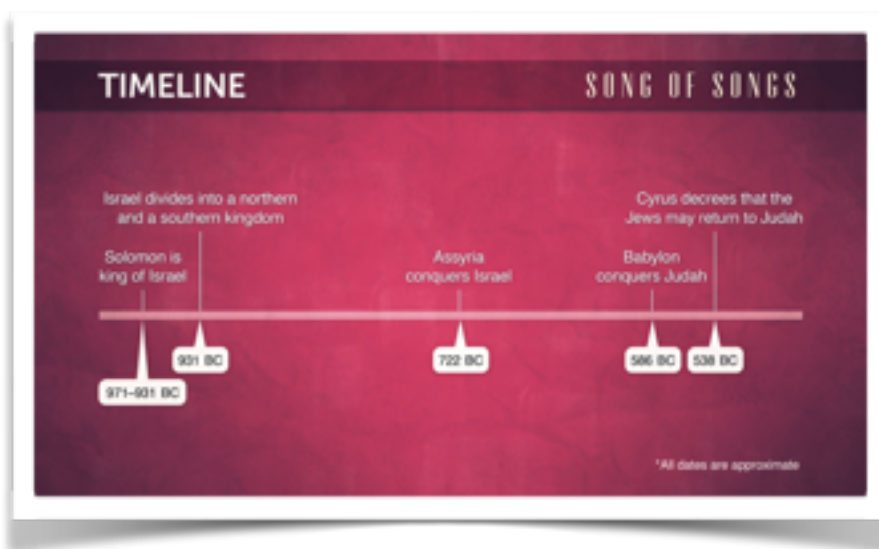 TIMELINE
SONG OF SONGS
Israel divides into a northern
and a southern kingdom
Cyrus decrees that the
Jews may return to Judah
Solomon is
king of Israel
Assyria
conquers Israel
Babylon
conquers Judah
931 BC
722 BC
586 BC
538 BC
971–931 BC
*All dates are approximate